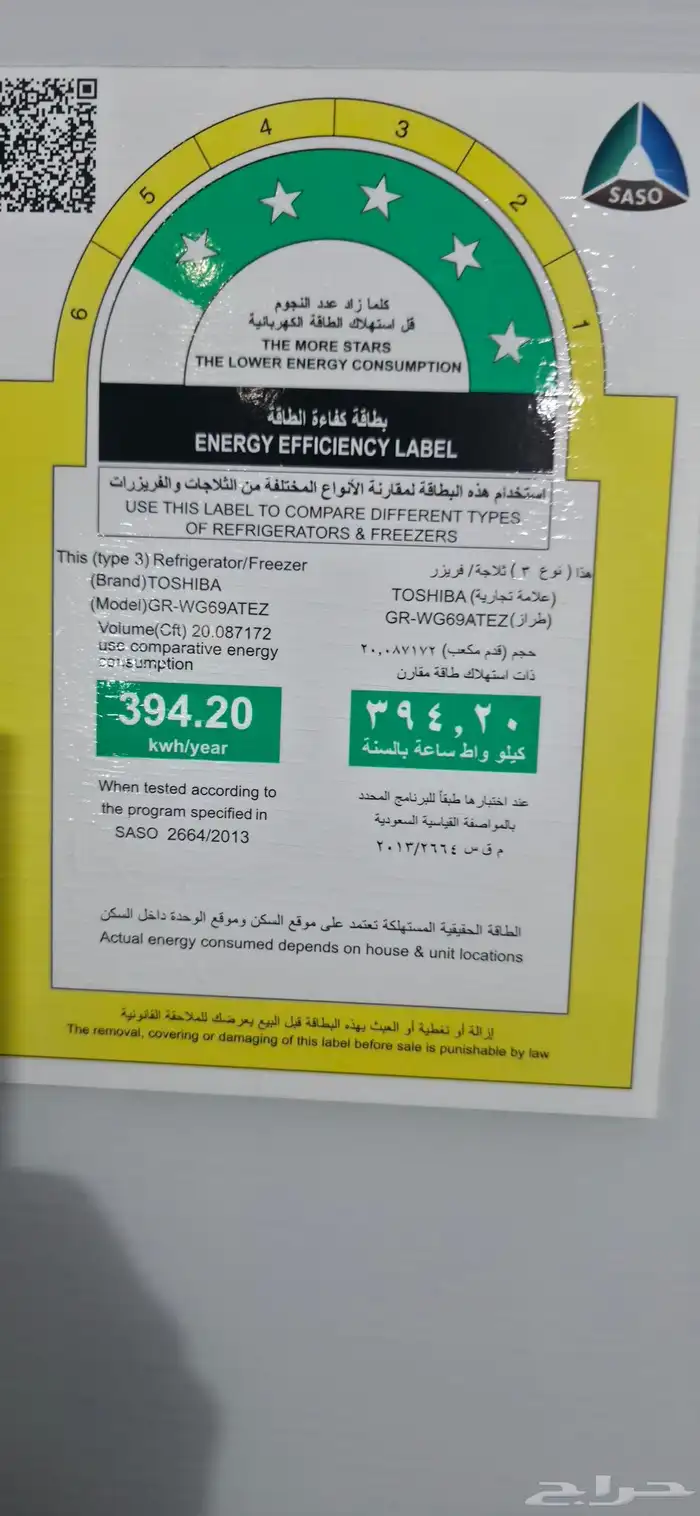 SASO
6
5
4
3
2
1
كلما زاد عدد النجوم
قل استهلاك الطاقة الكهربائية
THE MORE STARS
THE LOWER ENERGY CONSUMPTION
بطاقة كفاءة الطاقة
ENERGY EFFICIENCY LABEL
استخدام هذه البطاقة لمقارنة الأنواع المختلفة من الثلاجات والفريزرات
USE THIS LABEL TO COMPARE DIFFERENT TYPES
OF REFRIGERATORS & FREEZERS
This (type 3) Refrigerator/Freezer
(Brand)TOSHIBA
(Model)GR-WG69ATEZ
Volume(Cft) 20.087172
use comparative energy
consumption
394.20
kwh/year
When tested according to
the program specified in
SASO 2664/2013
هذا ( نوع ٣ ) ثلاجة/ فريزر
(علامة تجارية) TOSHIBA
(طراز)GR-WG69ATEZ
حجم (قدم مكعب) ٢٠,٠٨٧١٧٢
ذات استهلاك طاقة مقارن
٣٩٤,٢٠
كيلو واط ساعة بالسنة
عند اختبارها طبقاً للبرنامج المحدد
بالمواصفة القياسية السعودية
م ق س ٢٠١٣/٢٦٦٤
الطاقة الحقيقية المستهلكة تعتمد على موقع السكن وموقع الوحدة داخل السكن
Actual energy consumed depends on house & unit locations
إزالة أو تغطية أو العبث بهذه البطاقة قبل البيع يعرضك للملاحقة القانونية
The removal, covering or damaging of this label before sale is punishable by law
حراج